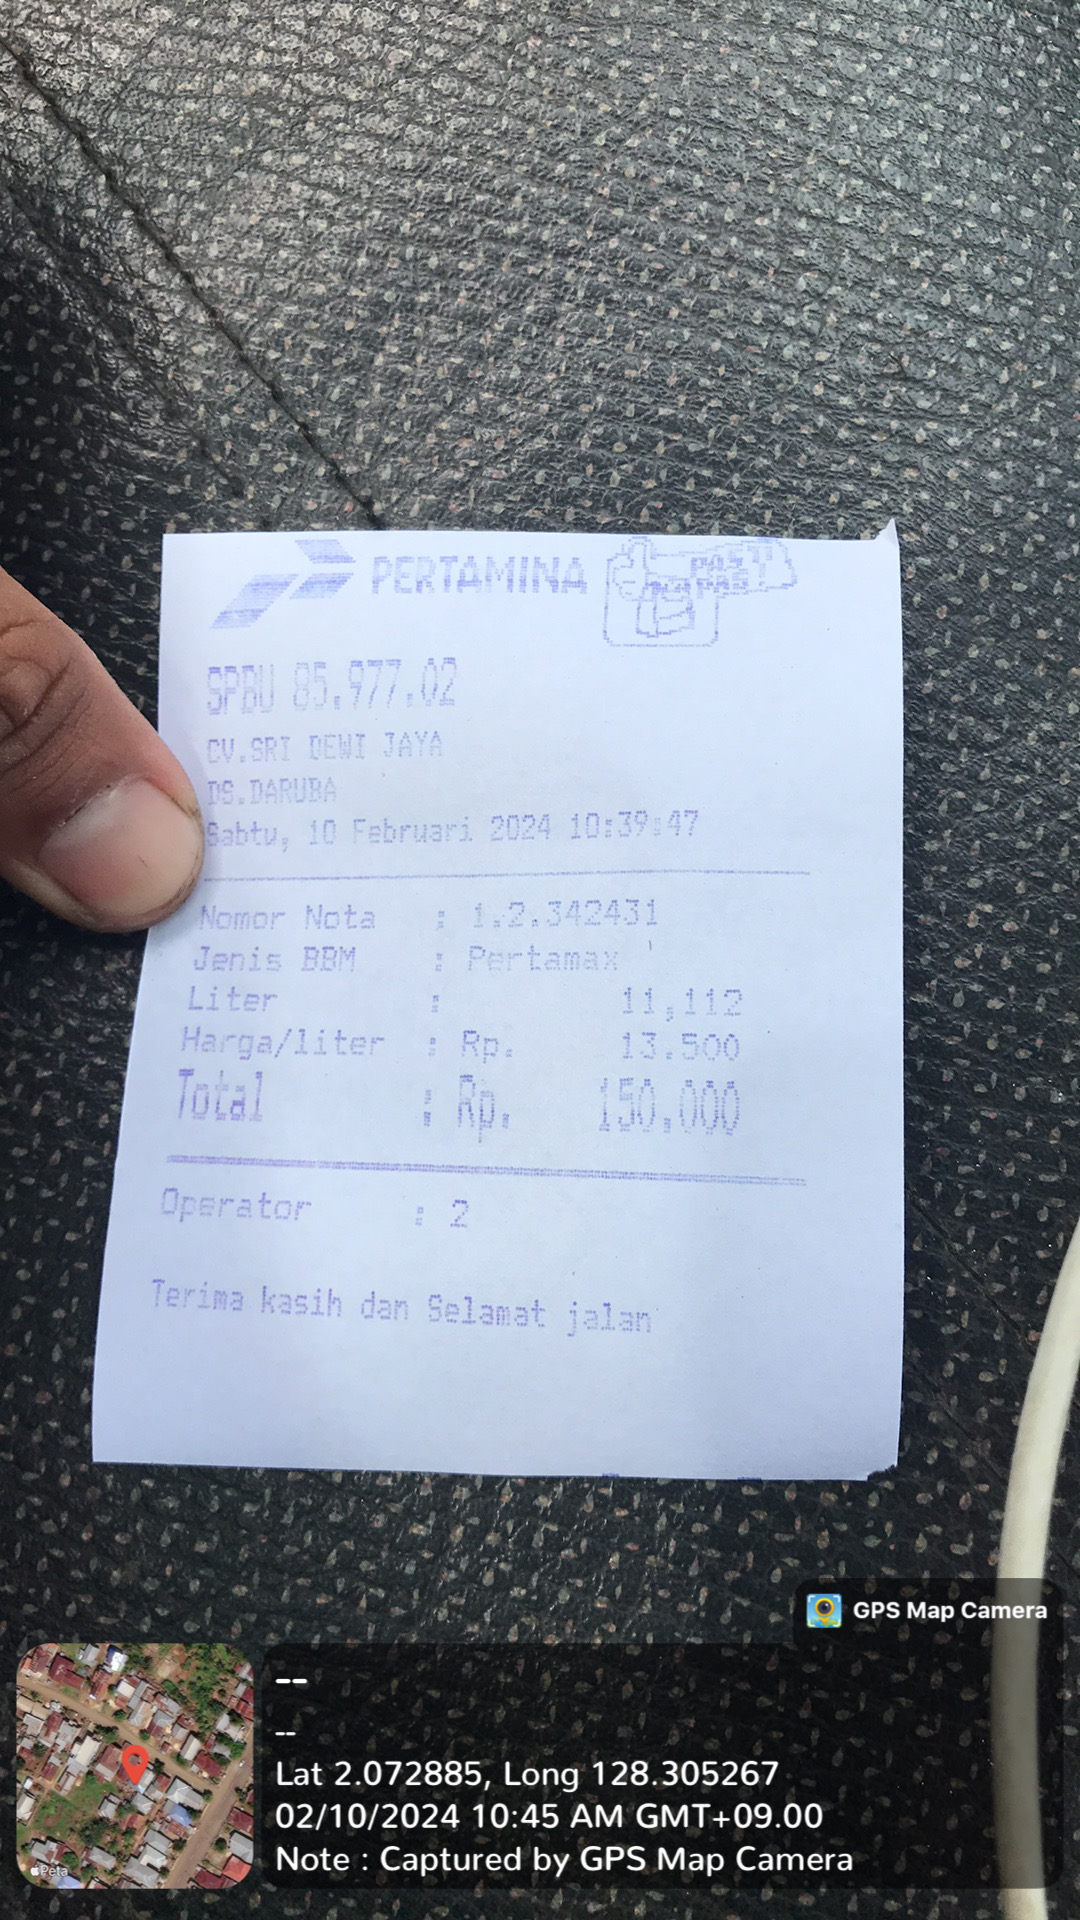 PERTAMINA
PAS
SPBU 85.977.02
CV.SRI DEWI JAYA
DS.DARUBA
Sabtu, 10 Februari 2024 10:39:47
Nomor Nota : 1.2.342431
Jenis BBM : Pertamax
Liter : 11,112
Harga/liter : Rp. 13.500
Total : Rp. 150.000
Operator : 2
Terima kasih dan Selamat jalan
GPS Map Camera
--
--
Lat 2.072885, Long 128.305267
02/10/2024 10:45 AM GMT+09.00
Note : Captured by GPS Map Camera
Peta